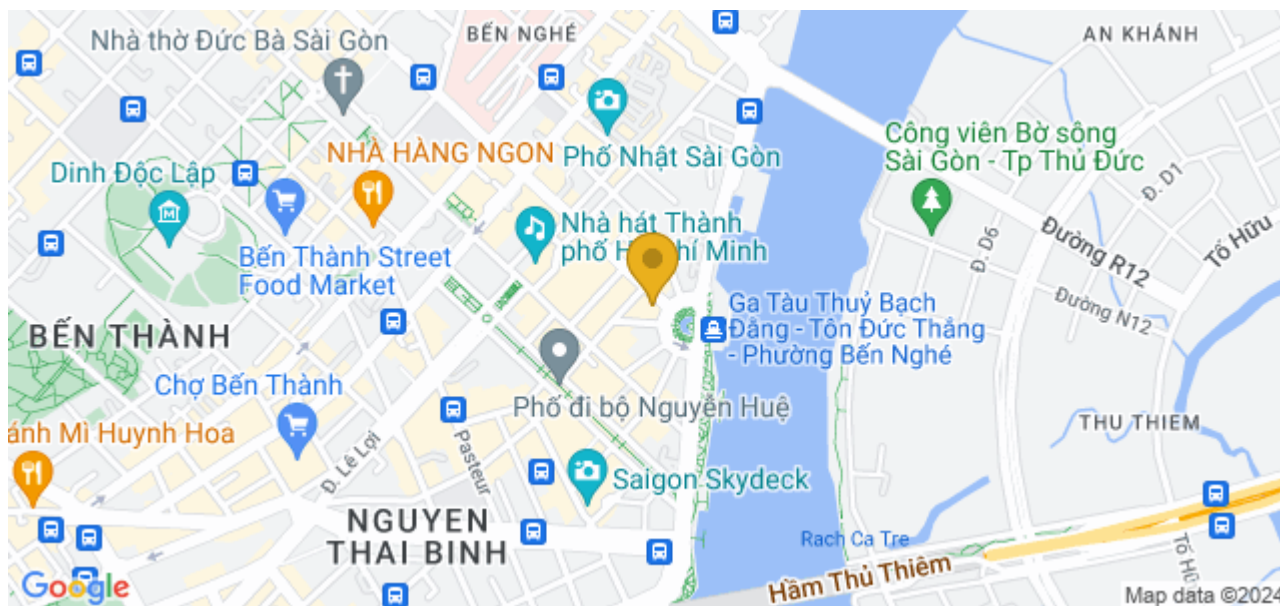 BẾN NGHÉ
AN KHÁNH
Nhà thờ Đức Bà Sài Gòn
NHÀ HÀNG NGON
Phố Nhật Sài Gòn
Công viên Bờ sông
Sài Gòn - Tp Thủ Đức
Đ. D1
Dinh Độc Lập
Nhà hát Thành
phố H Chí Minh
Đường R12
Tố Hữu
Đ. D6
Bến Thành Street
Food Market
Ga Tàu Thuỷ Bạch
Đằng - Tôn Đức Thắng
- Phường Bến Nghé
Đường N12
BẾN THÀNH
Chợ Bến Thành
Phố đi bộ Nguyễn Huệ
THU THIEM
ánh Mì Huynh Hoa
Đ. Lê Lợi
Pasteur
Saigon Skydeck
NGUYEN
THAI BINH
Rach Ca Tre
Hầm Thủ Thiêm
Tố Hữ
Google
Map data ©2024